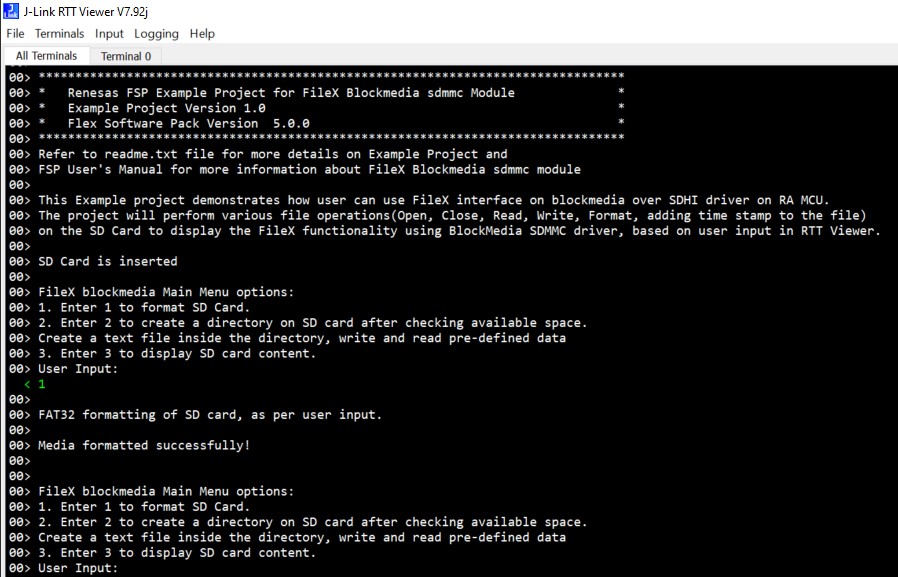 J-Link RTT Viewer V7.92j
File Terminals Input Logging Help
All Terminals Terminal 0
00> ********************************************************************************
00> *   Renesas FSP Example Project for FileX Blockmedia sdmmc Module              *
00> *   Example Project Version 1.0                                                *
00> *   Flex Software Pack Version  5.0.0                                          *
00> ********************************************************************************
00> Refer to readme.txt file for more details on Example Project and
00> FSP User's Manual for more information about FileX Blockmedia sdmmc module
00>
00> This Example project demonstrates how user can use FileX interface on blockmedia over SDHI driver on RA MCU.
00> The project will perform various file operations(Open, Close, Read, Write, Format, adding time stamp to the file)
00> on the SD Card to display the FileX functionality using BlockMedia SDMMC driver, based on user input in RTT Viewer.
00>
00> SD Card is inserted
00>
00> FileX blockmedia Main Menu options:
00> 1. Enter 1 to format SD Card.
00> 2. Enter 2 to create a directory on SD card after checking available space.
00> Create a text file inside the directory, write and read pre-defined data
00> 3. Enter 3 to display SD card content.
00> User Input:
< 1
00>
00> FAT32 formatting of SD card, as per user input.
00>
00> Media formatted successfully!
00>
00>
00> FileX blockmedia Main Menu options:
00> 1. Enter 1 to format SD Card.
00> 2. Enter 2 to create a directory on SD card after checking available space.
00> Create a text file inside the directory, write and read pre-defined data
00> 3. Enter 3 to display SD card content.
00> User Input: